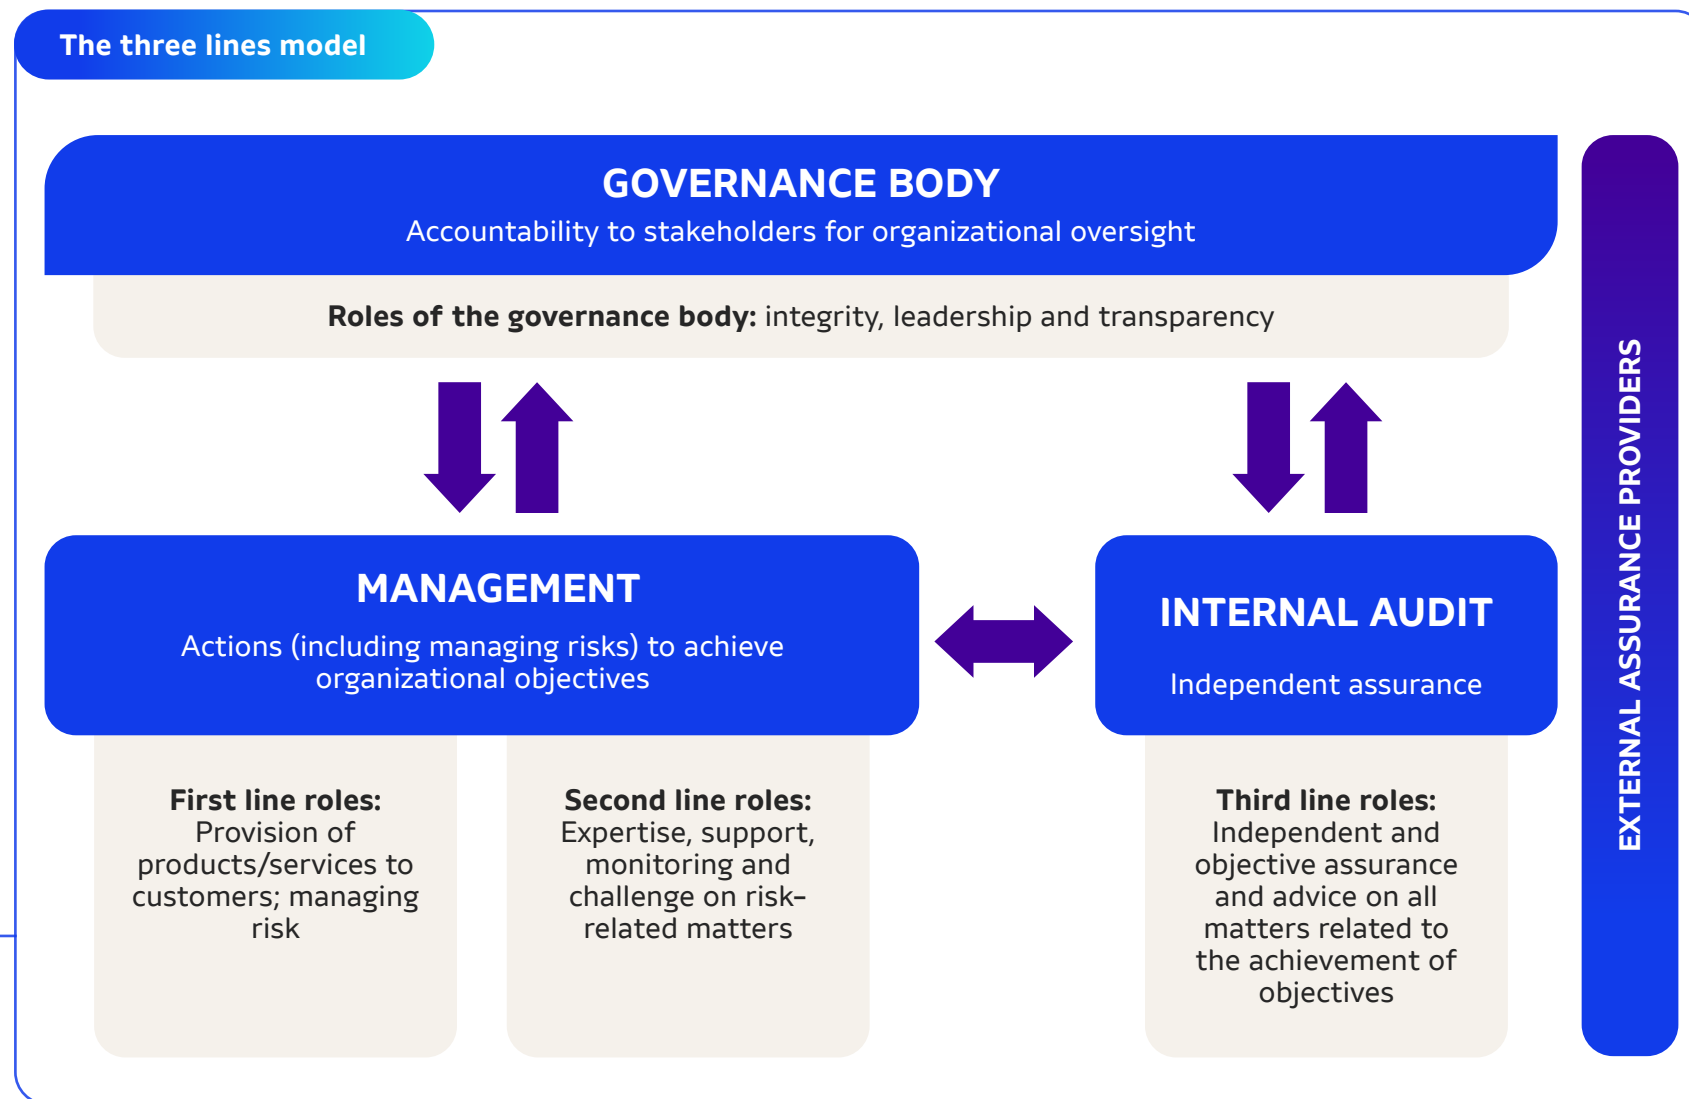 The three lines model
GOVERNANCE BODY
Accountability to stakeholders for organizational oversight
Roles of the governance body: integrity, leadership and transparency
MANAGEMENT
Actions (including managing risks) to achieve
organizational objectives
INTERNAL AUDIT
Independent assurance
First line roles:
Provision of
products/services to
customers; managing
risk
Second line roles:
Expertise, support,
monitoring and
challenge on risk-
related matters
Third line roles:
Independent and
objective assurance
and advice on all
matters related to
the achievement of
objectives
EXTERNAL ASSURANCE PROVIDERS